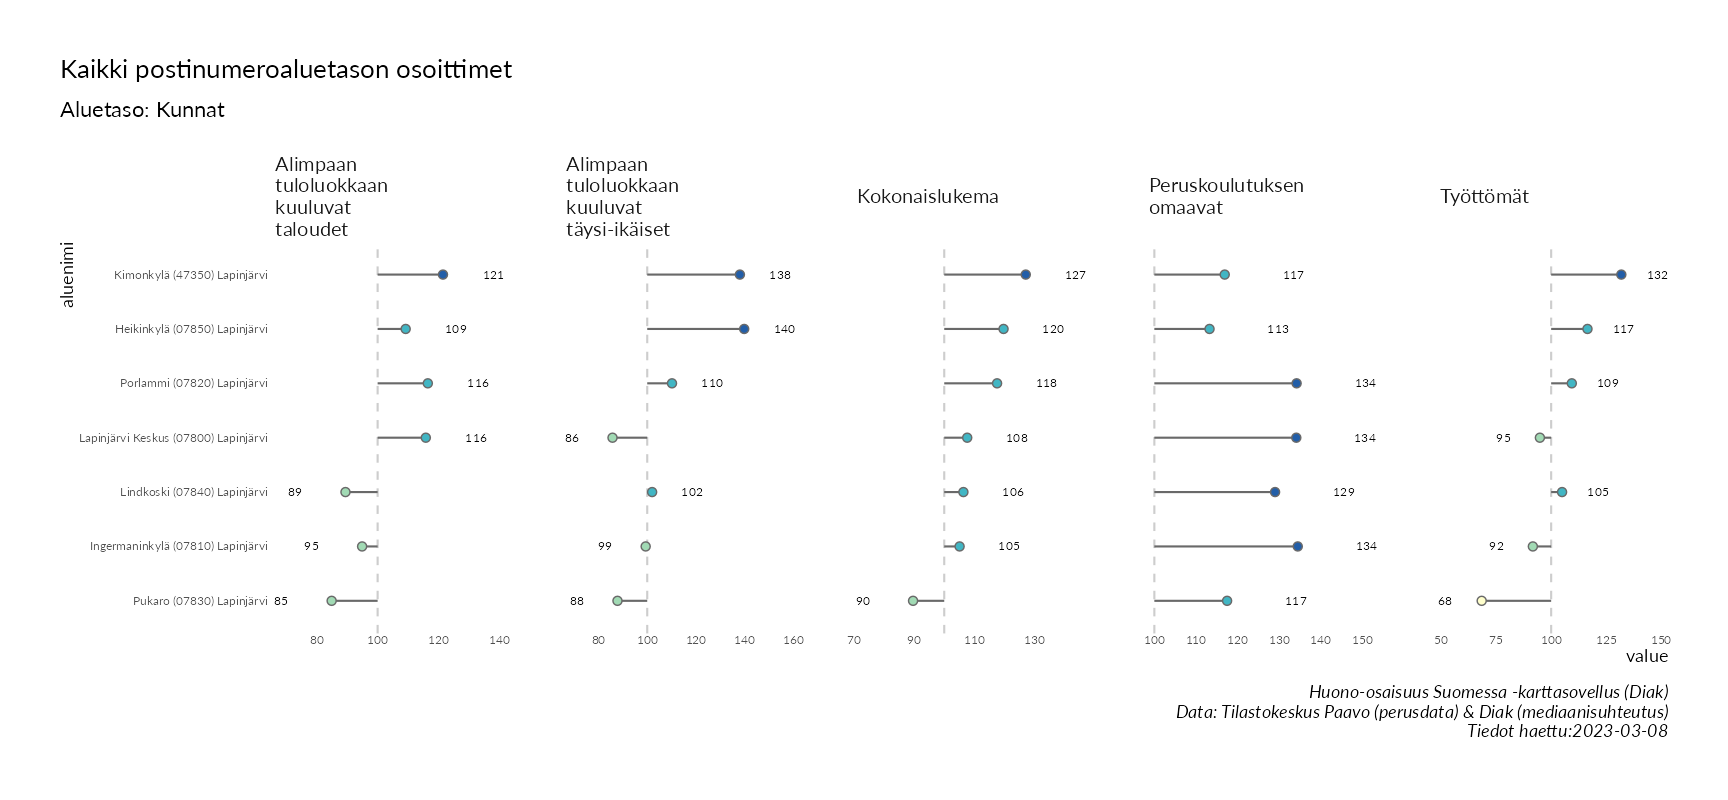 Kaikki postinumeroaluetason osoittimet
Aluetaso: Kunnat
Alimpaan
tuloluokkaan
kuuluvat
taloudet
Alimpaan
tuloluokkaan
kuuluvat
täysi-ikäiset
Kokonaislukema
Peruskoulutuksen
omaavat
Työttömät
aluenimi
Kimonkylä (47350) Lapinjärvi 121 138 127 117 132
Heikinkylä (07850) Lapinjärvi 109 140 120 113 117
Porlammi (07820) Lapinjärvi 116 110 118 134 109
Lapinjärvi Keskus (07800) Lapinjärvi 116 86 108 134 95
Lindkoski (07840) Lapinjärvi 89 102 106 129 105
Ingermaninkylä (07810) Lapinjärvi 95 99 105 134 92
Pukaro (07830) Lapinjärvi 85 88 90 117 68
80 100 120 140 80 100 120 140 160 70 90 110 130 100 110 120 130 140 150 50 75 100 125 150
value
Huono-osaisuus Suomessa -karttasovellus (Diak)
Data: Tilastokeskus Paavo (perusdata) & Diak (mediaanisuhteutus)
Tiedot haettu:2023-03-08